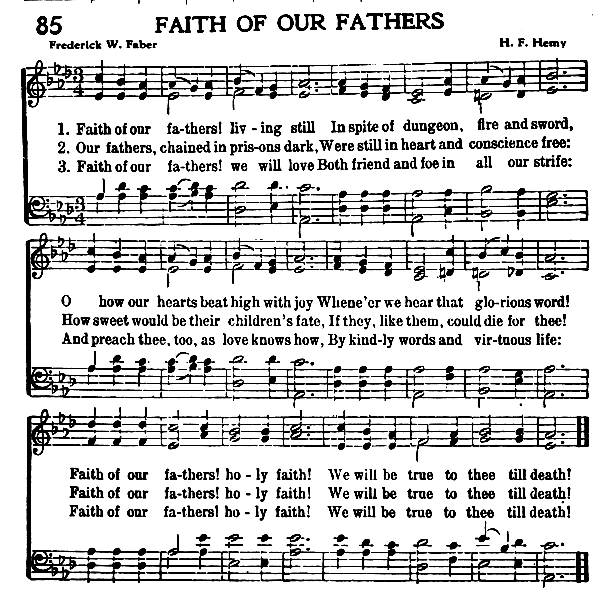 85 FAITH OF OUR FATHERS
Frederick W. Faber H. F. Hemy
3 4
1. Faith of our fa-thers! liv - ing still In spite of dungeon, fire and sword,
2. Our fathers, chained in pris-ons dark, Were still in heart and conscience free:
3. Faith of our fa-thers! we will love Both friend and foe in all our strife:
3 4
O how our hearts beat high with joy Whene'er we hear that glo-rious word!
How sweet would be their children's fate, If they, like them, could die for thee!
And preach thee, too, as love knows how, By kind-ly words and vir-tuous life:
Faith of our fa-thers! ho - ly faith! We will be true to thee till death!
Faith of our fa-thers! ho - ly faith! We will be true to thee till death!
Faith of our fa-thers! ho - ly faith! We will be true to thee till death!